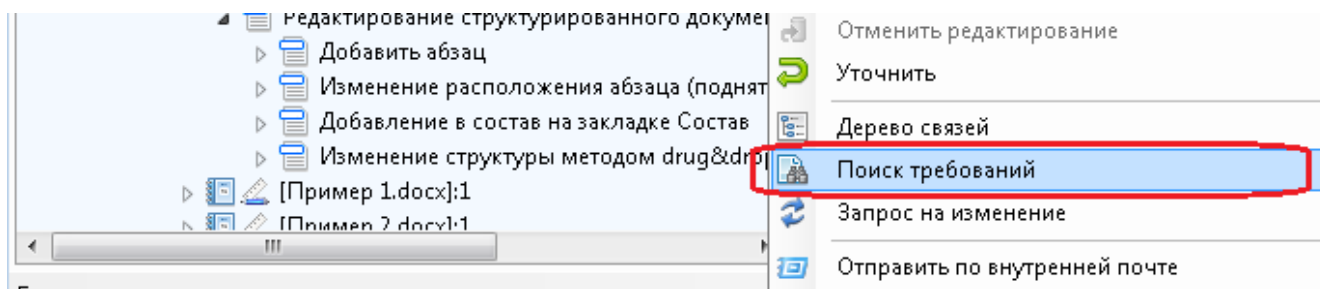 Редактирование структурированного
Добавить абзац
Изменение расположения абзаца (поднят
Добавление в состав на закладке Состав
Изменение структуры методом drug&drop
[Пример 1.docx]:1
[Пример 2.docx]:1
Отменить редактирование
Уточнить
Дерево связей
Поиск требований
Запрос на изменение
Отправить по внутренней почте